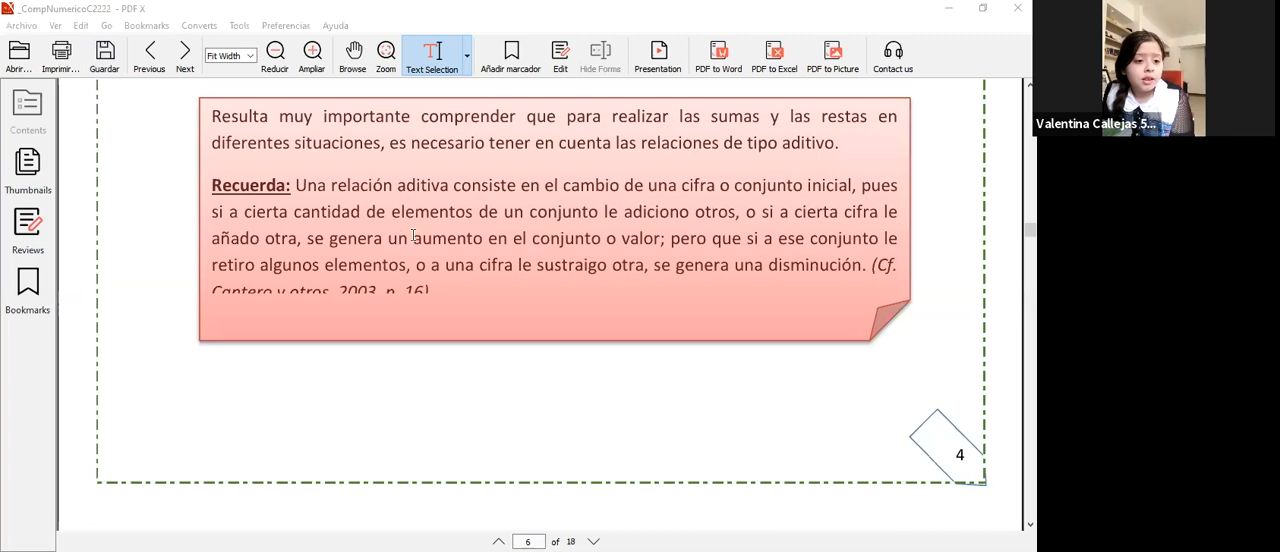 _CompNumericoC2222 - PDF X
Archivo Ver Edit Go Bookmarks Converts Tools Preferencias Ayuda
Abrir... Imprimir... Guardar Previous Next Fit Width Reducir Ampliar Browse Zoom Text Selection Añadir marcador Edit Hide Forms Presentation PDF to Word PDF to Excel PDF to Picture Contact us
Contents
Thumbnails
Reviews
Bookmarks
Resulta muy importante comprender que para realizar las sumas y las restas en
diferentes situaciones, es necesario tener en cuenta las relaciones de tipo aditivo.
Recuerda: Una relación aditiva consiste en el cambio de una cifra o conjunto inicial, pues
si a cierta cantidad de elementos de un conjunto le adiciono otros, o si a cierta cifra le
añado otra, se genera un aumento en el conjunto o valor; pero que si a ese conjunto le
retiro algunos elementos, o a una cifra le sustraigo otra, se genera una disminución. (Cf.
Cantero y otros, 2003, p. 16)
4
6 of 18
Valentina Callejas 5...